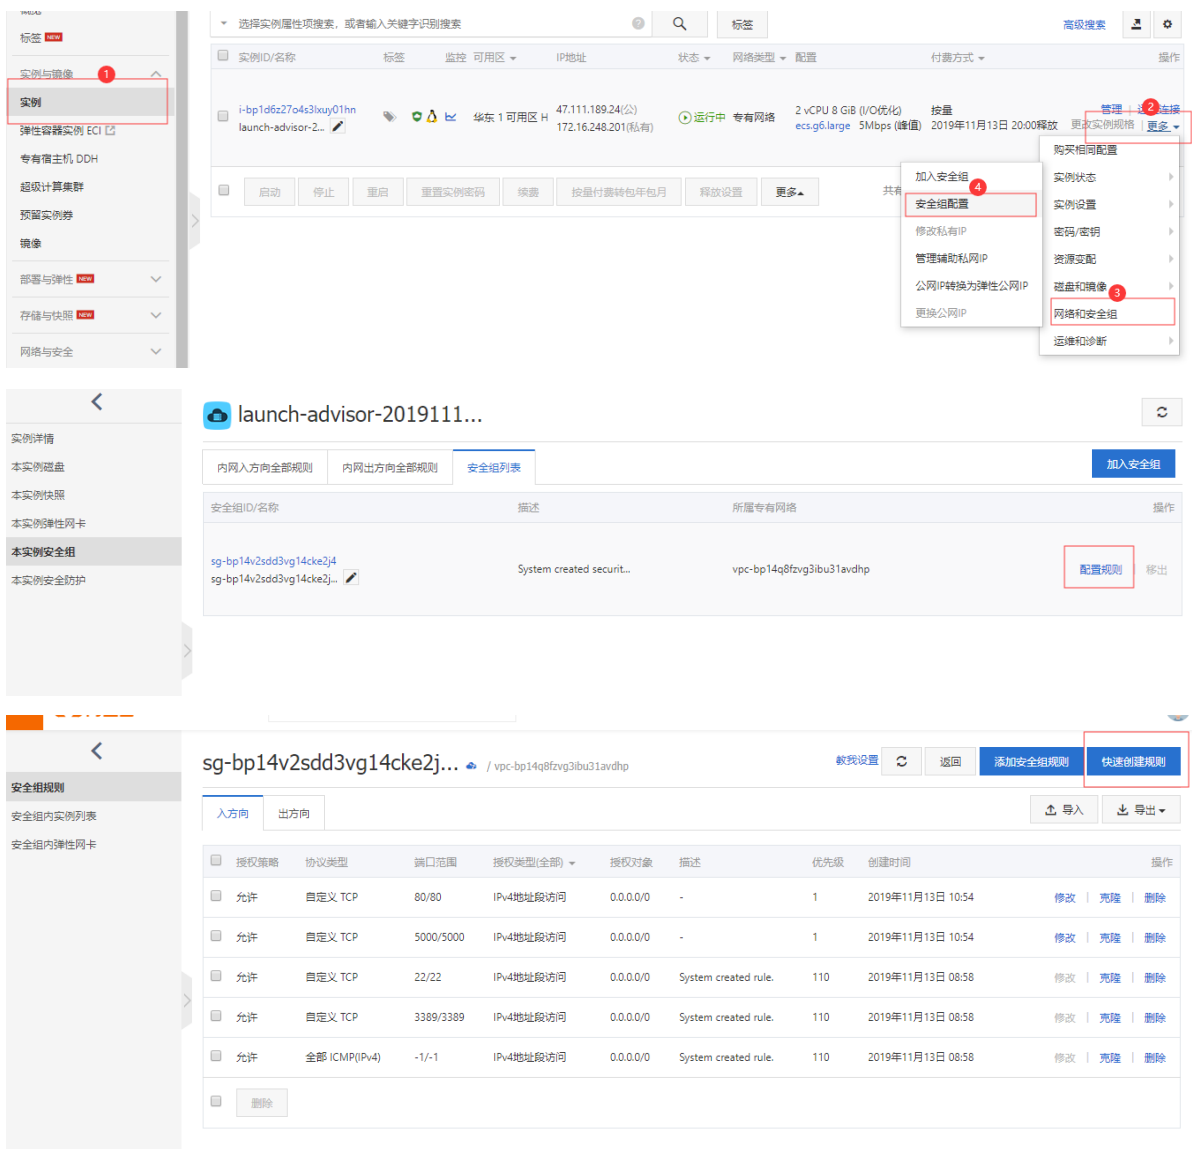 标签 NEW
实例与镜像 1
实例
弹性容器实例 ECI
专有宿主机 DDH
超级计算集群
预留实例券
镜像
部署与弹性 NEW
存储与快照 NEW
网络与安全
选择实例属性项搜索，或者输入关键字识别搜索
标签
高级搜索
实例ID/名称 标签 监控 可用区 IP地址 状态 网络类型 配置 付费方式 操作
i-bp1d6z27o4s3lxuy01hn
launch-advisor-2...
华东 1 可用区 H
47.111.189.24(公)
172.16.248.201(私有)
运行中 专有网络
2 vCPU 8 GiB (I/O优化)
ecs.g6.large 5Mbps (峰值)
按量
2019年11月13日 20:00释放
管理 | 连接
2
更改实例规格 | 更多
启动 停止 重启 重置实例密码 续费 按量付费转包年包月 释放设置 更多
共有
加入安全组
4
安全组配置
修改私有IP
管理辅助私网IP
公网IP转换为弹性公网IP
更换公网IP
购买相同配置
实例状态
实例设置
密码/密钥
资源变配
磁盘和镜像
3
网络和安全组
运维和诊断
实例详情
本实例磁盘
本实例快照
本实例弹性网卡
本实例安全组
本实例安全防护
launch-advisor-2019111...
内网入方向全部规则 内网出方向全部规则 安全组列表
加入安全组
安全组ID/名称 描述 所属专有网络 操作
sg-bp14v2sdd3vg14cke2j4
sg-bp14v2sdd3vg14cke2j...
System created securit...
vpc-bp14q8fzvg3ibu31avdhp
配置规则 | 移出
安全组规则
安全组内实例列表
安全组内弹性网卡
sg-bp14v2sdd3vg14cke2j... / vpc-bp14q8fzvg3ibu31avdhp
教我设置 返回 添加安全组规则 快速创建规则
入方向 出方向
导入 导出
授权策略 协议类型 端口范围 授权类型(全部) 授权对象 描述 优先级 创建时间 操作
允许 自定义 TCP 80/80 IPv4地址段访问 0.0.0.0/0 - 1 2019年11月13日 10:54 修改 | 克隆 | 删除
允许 自定义 TCP 5000/5000 IPv4地址段访问 0.0.0.0/0 - 1 2019年11月13日 10:54 修改 | 克隆 | 删除
允许 自定义 TCP 22/22 IPv4地址段访问 0.0.0.0/0 System created rule. 110 2019年11月13日 08:58 修改 | 克隆 | 删除
允许 自定义 TCP 3389/3389 IPv4地址段访问 0.0.0.0/0 System created rule. 110 2019年11月13日 08:58 修改 | 克隆 | 删除
允许 全部 ICMP(IPv4) -1/-1 IPv4地址段访问 0.0.0.0/0 System created rule. 110 2019年11月13日 08:58 修改 | 克隆 | 删除
删除